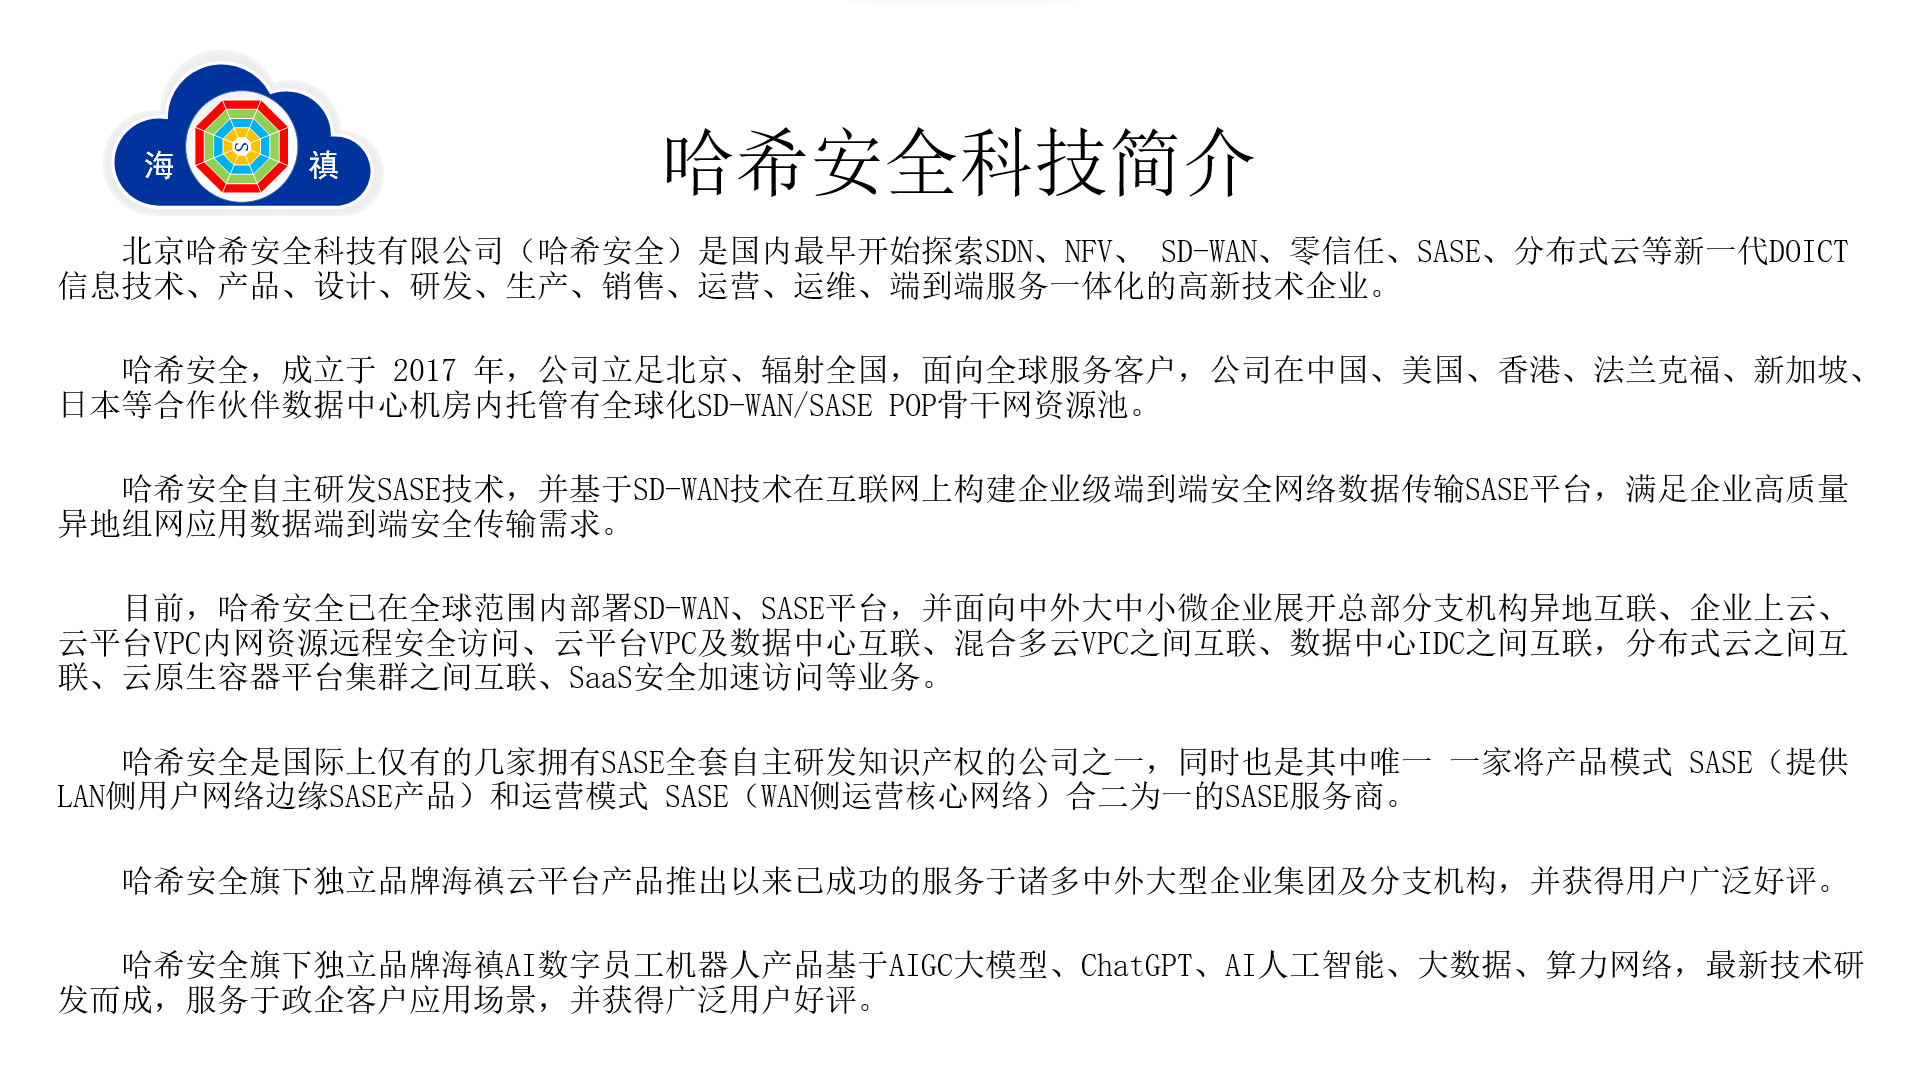 海
禛
S
哈希安全科技简介
北京哈希安全科技有限公司（哈希安全）是国内最早开始探索SDN、NFV、 SD-WAN、零信任、SASE、分布式云等新一代DOICT
信息技术、产品、设计、研发、生产、销售、运营、运维、端到端服务一体化的高新技术企业。
哈希安全，成立于 2017 年，公司立足北京、辐射全国，面向全球服务客户，公司在中国、美国、香港、法兰克福、新加坡、
日本等合作伙伴数据中心机房内托管有全球化SD-WAN/SASE POP骨干网资源池。
哈希安全自主研发SASE技术，并基于SD-WAN技术在互联网上构建企业级端到端安全网络数据传输SASE平台，满足企业高质量
异地组网应用数据端到端安全传输需求。
目前，哈希安全已在全球范围内部署SD-WAN、SASE平台，并面向中外大中小微企业展开总部分支机构异地互联、企业上云、
云平台VPC内网资源远程安全访问、云平台VPC及数据中心互联、混合多云VPC之间互联、数据中心IDC之间互联，分布式云之间互
联、云原生容器平台集群之间互联、SaaS安全加速访问等业务。
哈希安全是国际上仅有的几家拥有SASE全套自主研发知识产权的公司之一，同时也是其中唯一 一家将产品模式 SASE（提供
LAN侧用户网络边缘SASE产品）和运营模式 SASE（WAN侧运营核心网络）合二为一的SASE服务商。
哈希安全旗下独立品牌海禛云平台产品推出以来已成功的服务于诸多中外大型企业集团及分支机构，并获得用户广泛好评。
哈希安全旗下独立品牌海禛AI数字员工机器人产品基于AIGC大模型、ChatGPT、AI人工智能、大数据、算力网络，最新技术研
发而成，服务于政企客户应用场景，并获得广泛用户好评。